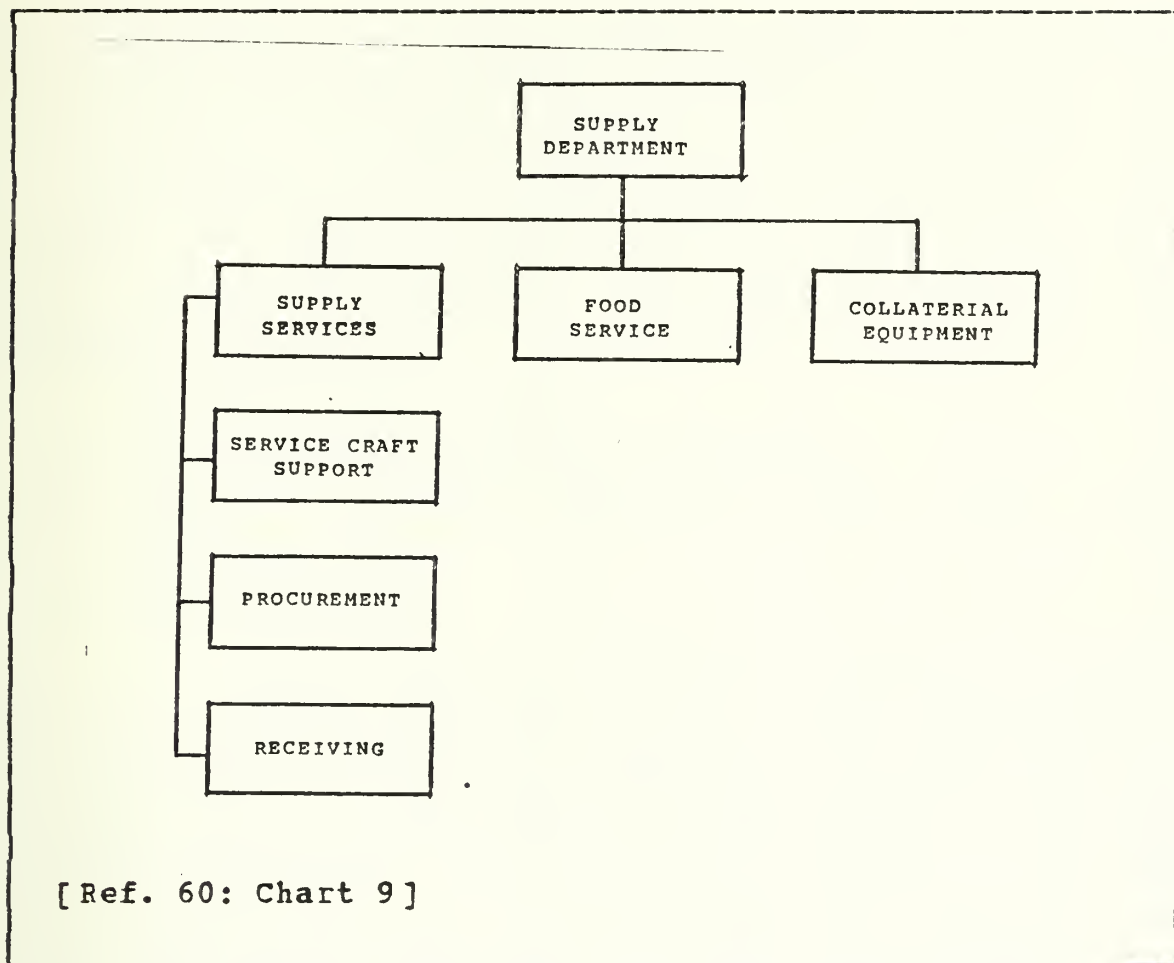 SUPPLY
DEPARTMENT
SUPPLY
SERVICES
FOOD
SERVICE
COLLATERIAL
EQUIPMENT
SERVICE CRAFT
SUPPORT
PROCUREMENT
RECEIVING
[Ref. 60: Chart 9]